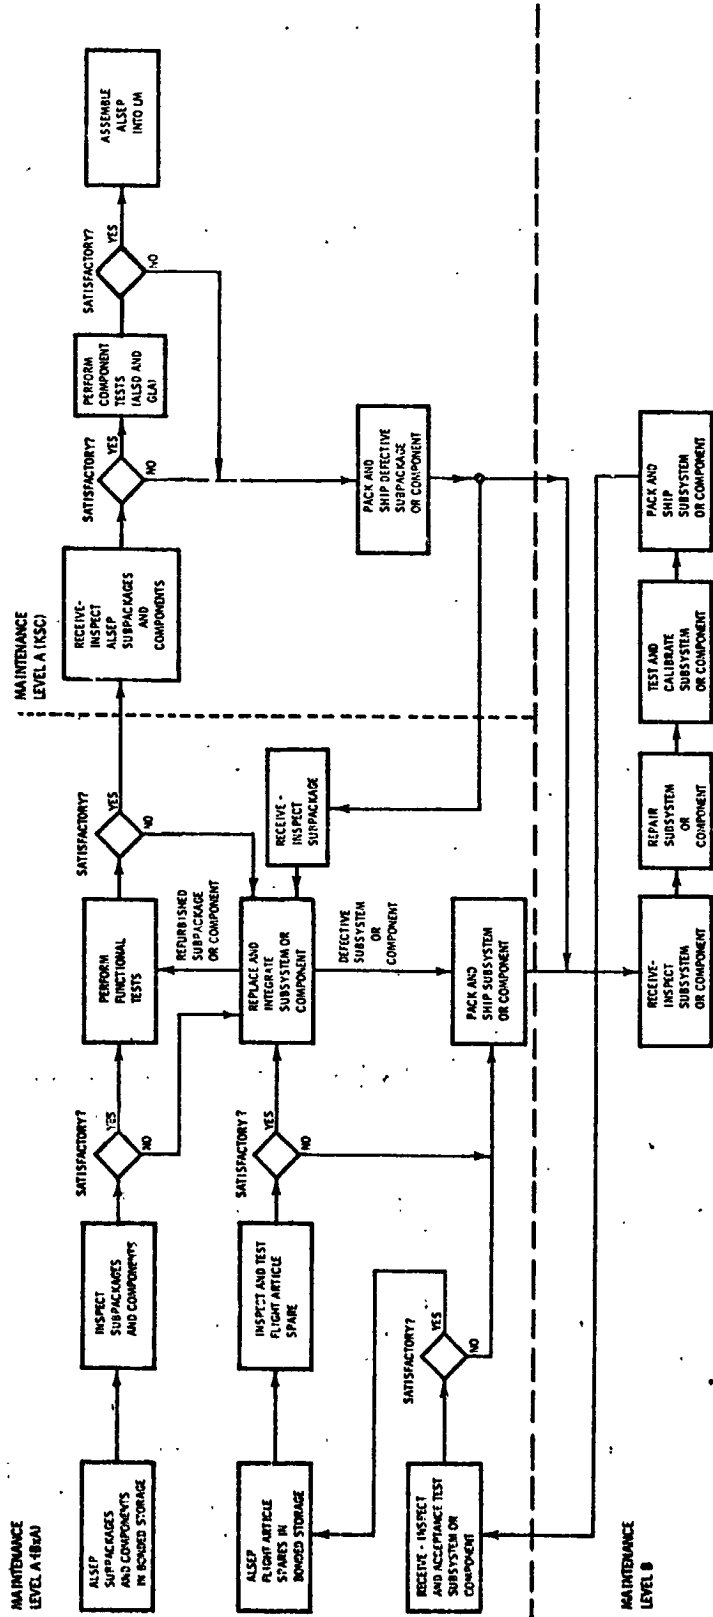 MAINTENANCE
LEVEL A (BxA)
ALSEP
SUBPACKAGES
AND COMPONENTS
IN BONDED STORAGE
INSPECT
SUBPACKAGES
AND COMPONENTS
SATISFACTORY?
YES
NO
PERFORM
FUNCTIONAL
TESTS
SATISFACTORY?
YES
NO
MAINTENANCE
LEVEL A (KSC)
RECEIVE-
INSPECT
ALSEP
SUBPACKAGES
AND
COMPONENTS
SATISFACTORY?
YES
NO
PERFORM
COMPONENT
TESTS
(ALSD AND
GLA)
SATISFACTORY?
YES
NO
ASSEMBLE
ALSEP
INTO LM
ALSEP
FLIGHT ARTICLE
SPARES IN
BONDED STORAGE
INSPECT AND TEST
FLIGHT ARTICLE
SPARE
SATISFACTORY?
YES
NO
REFURBISHED
SUBPACKAGE
OR COMPONENT
REPLACE AND
INTEGRATE
SUBSYSTEM OR
COMPONENT
RECEIVE -
INSPECT
SUBPACKAGE
DEFECTIVE
SUBSYSTEM
OR
COMPONENT
PACK AND
SHIP DEFECTIVE
SUBPACKAGE
OR COMPONENT
RECEIVE - INSPECT
AND ACCEPTANCE TEST
SUBSYSTEM OR
COMPONENT
SATISFACTORY?
YES
NO
PACK AND
SHIP SUBSYSTEM
OR COMPONENT
MAINTENANCE
LEVEL B
RECEIVE-
INSPECT
SUBSYSTEM
OR COMPONENT
REPAIR
SUBSYSTEM
OR
COMPONENT
TEST AND
CALIBRATE
SUBSYSTEM
OR COMPONENT
PACK AND
SHIP
SUBSYSTEM
OR COMPONENT